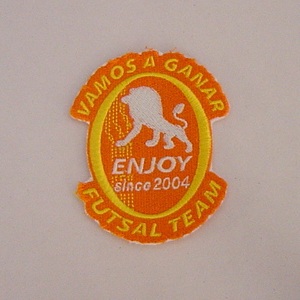 VAMOS A GANAR
ENJOY
since 2004
FUTSAL TEAM